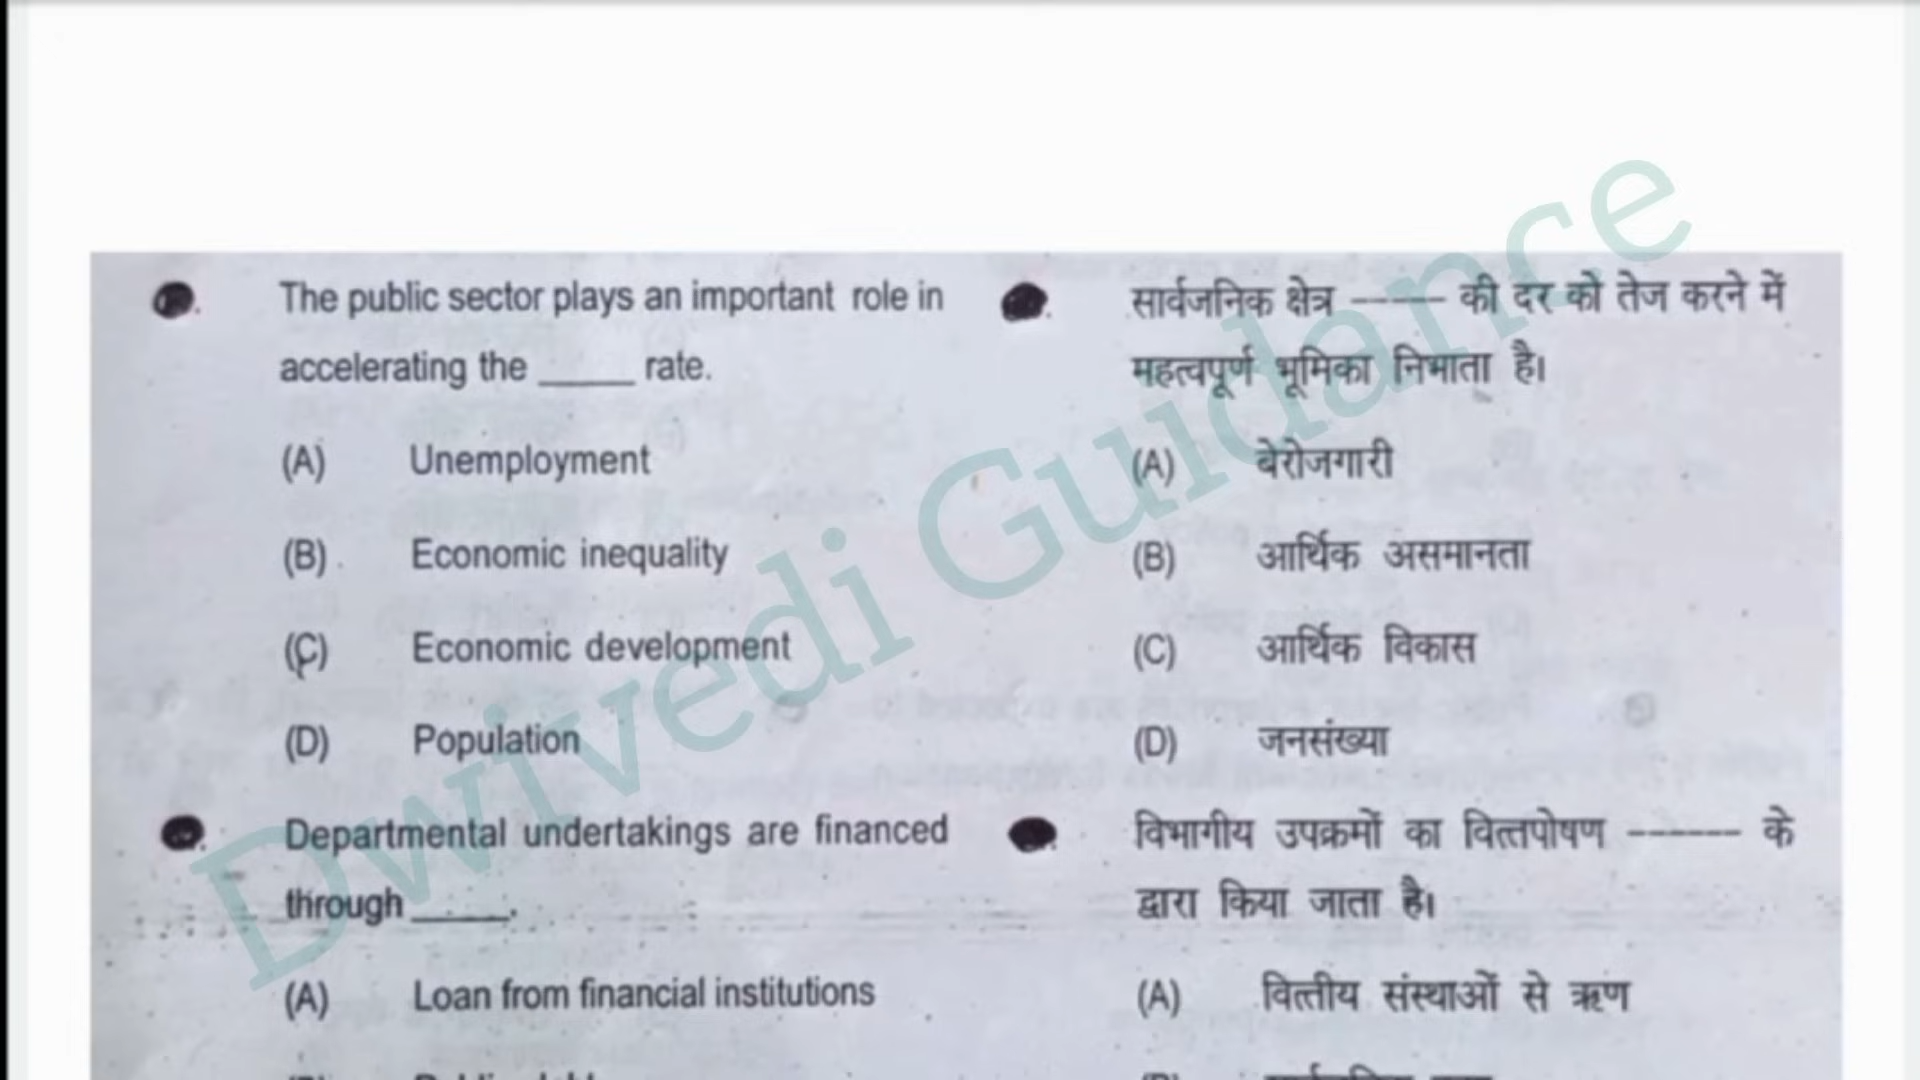 The public sector plays an important role in
accelerating the _____ rate.
(A) Unemployment
(B) Economic inequality
(C) Economic development
(D) Population
Departmental undertakings are financed
through _____.
(A) Loan from financial institutions
सार्वजनिक क्षेत्र ------ की दर को तेज करने में
महत्वपूर्ण भूमिका निभाता है।
(A) बेरोजगारी
(B) आर्थिक असमानता
(C) आर्थिक विकास
(D) जनसंख्या
विभागीय उपक्रमों का वित्तपोषण ------ के
द्वारा किया जाता है।
(A) वित्तीय संस्थाओं से ऋण
Dwivedi Guidance